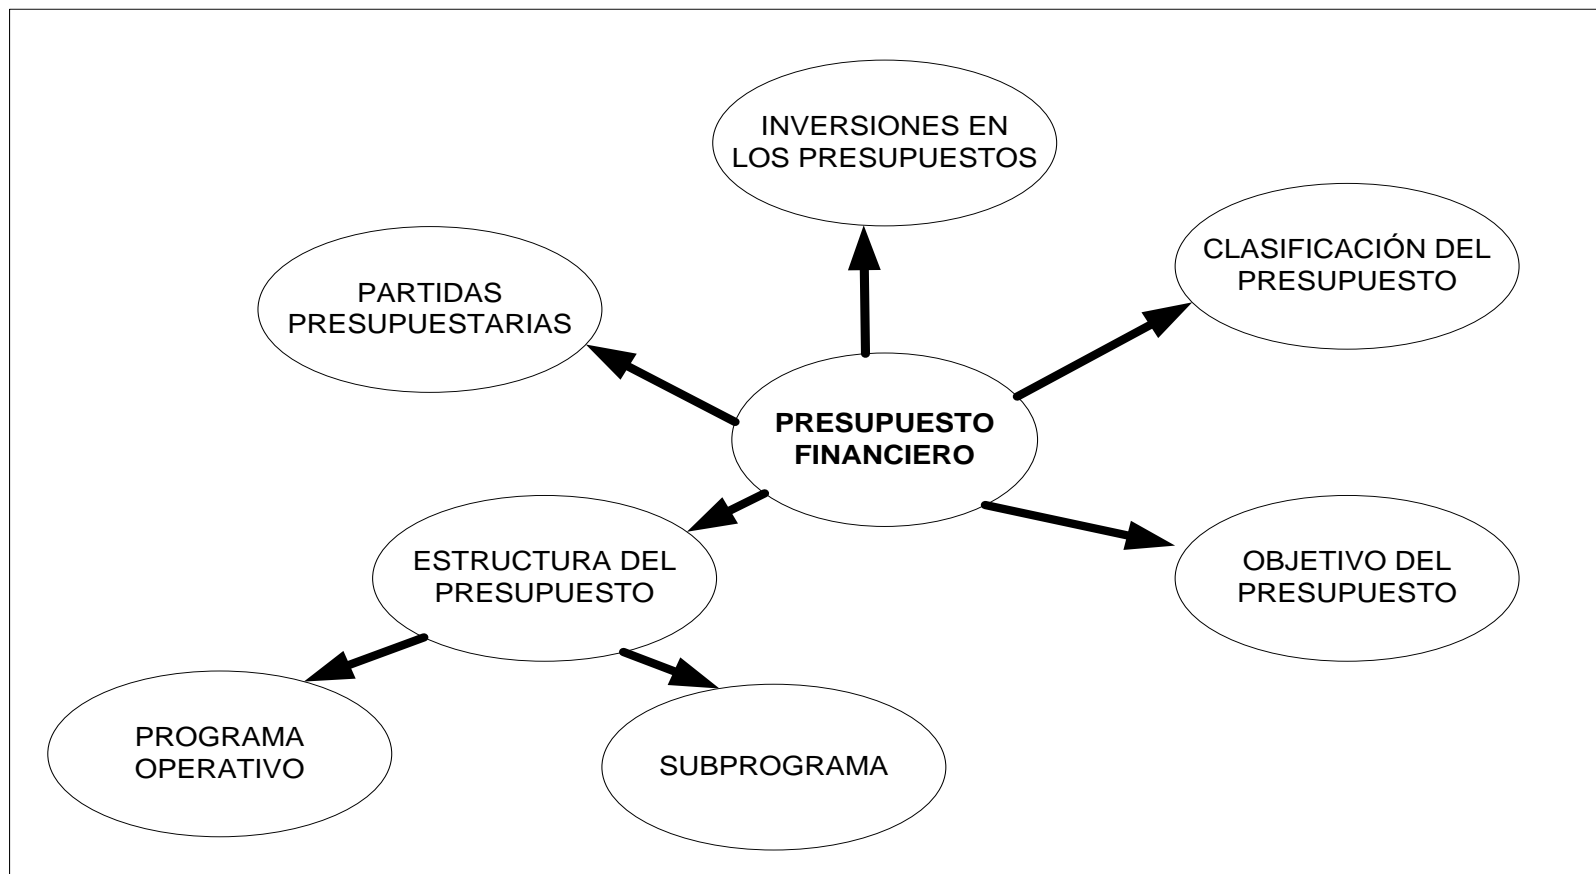 INVERSIONES EN
LOS PRESUPUESTOS
CLASIFICACIÓN DEL
PRESUPUESTO
PARTIDAS
PRESUPUESTARIAS
PRESUPUESTO
FINANCIERO
ESTRUCTURA DEL
PRESUPUESTO
OBJETIVO DEL
PRESUPUESTO
PROGRAMA
OPERATIVO
SUBPROGRAMA